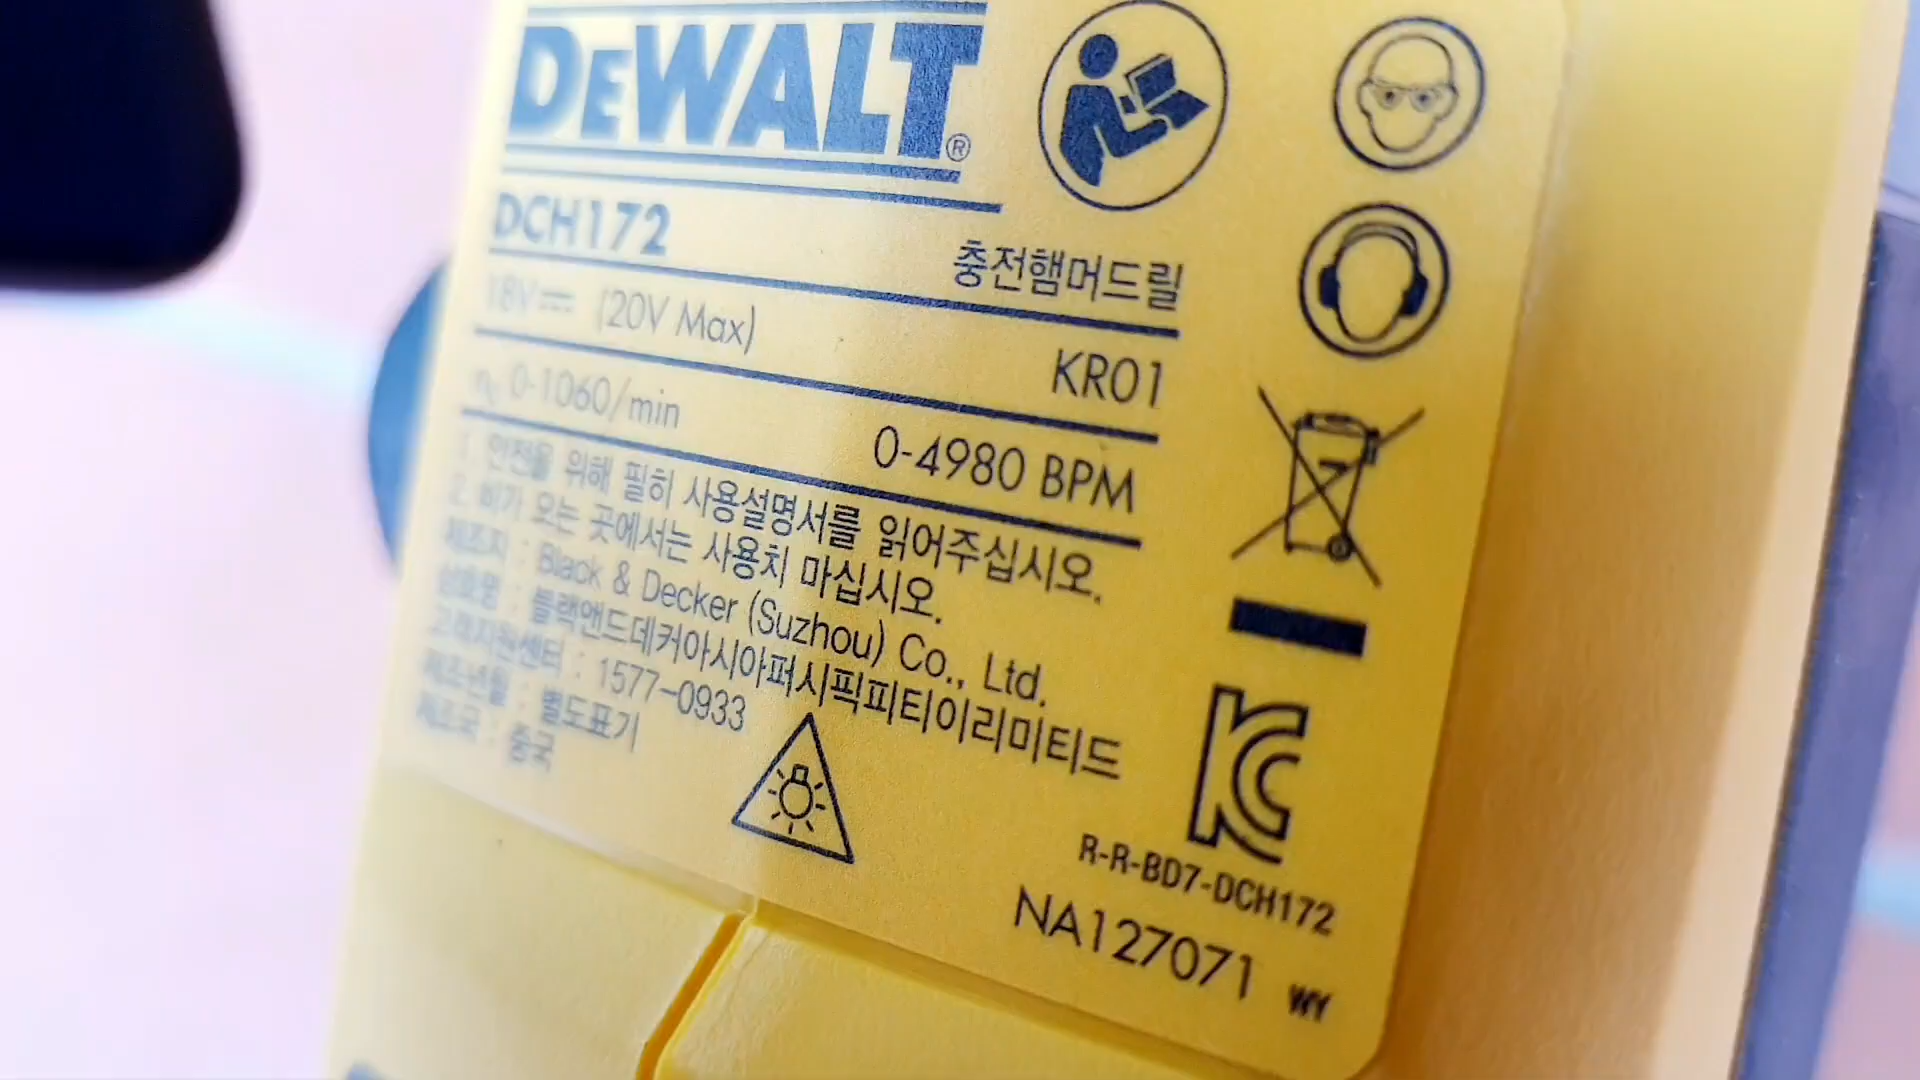 DEWALT®
DCH172
충전햄머드릴
18V⎓ (20V Max)
KR01
n₀ 0-1060/min
0-4980 BPM
1. 안전을 위해 필히 사용설명서를 읽어주십시오.
2. 비가 오는 곳에서는 사용치 마십시오.
제조자 : Black & Decker (Suzhou) Co., Ltd.
상호명 : 블랙앤드데커아시아퍼시픽피티이리미티드
고객지원센터 : 1577-0933
제조년월 : 별도표기
제조국 : 중국
R-R-BD7-DCH172
NA127071 WY